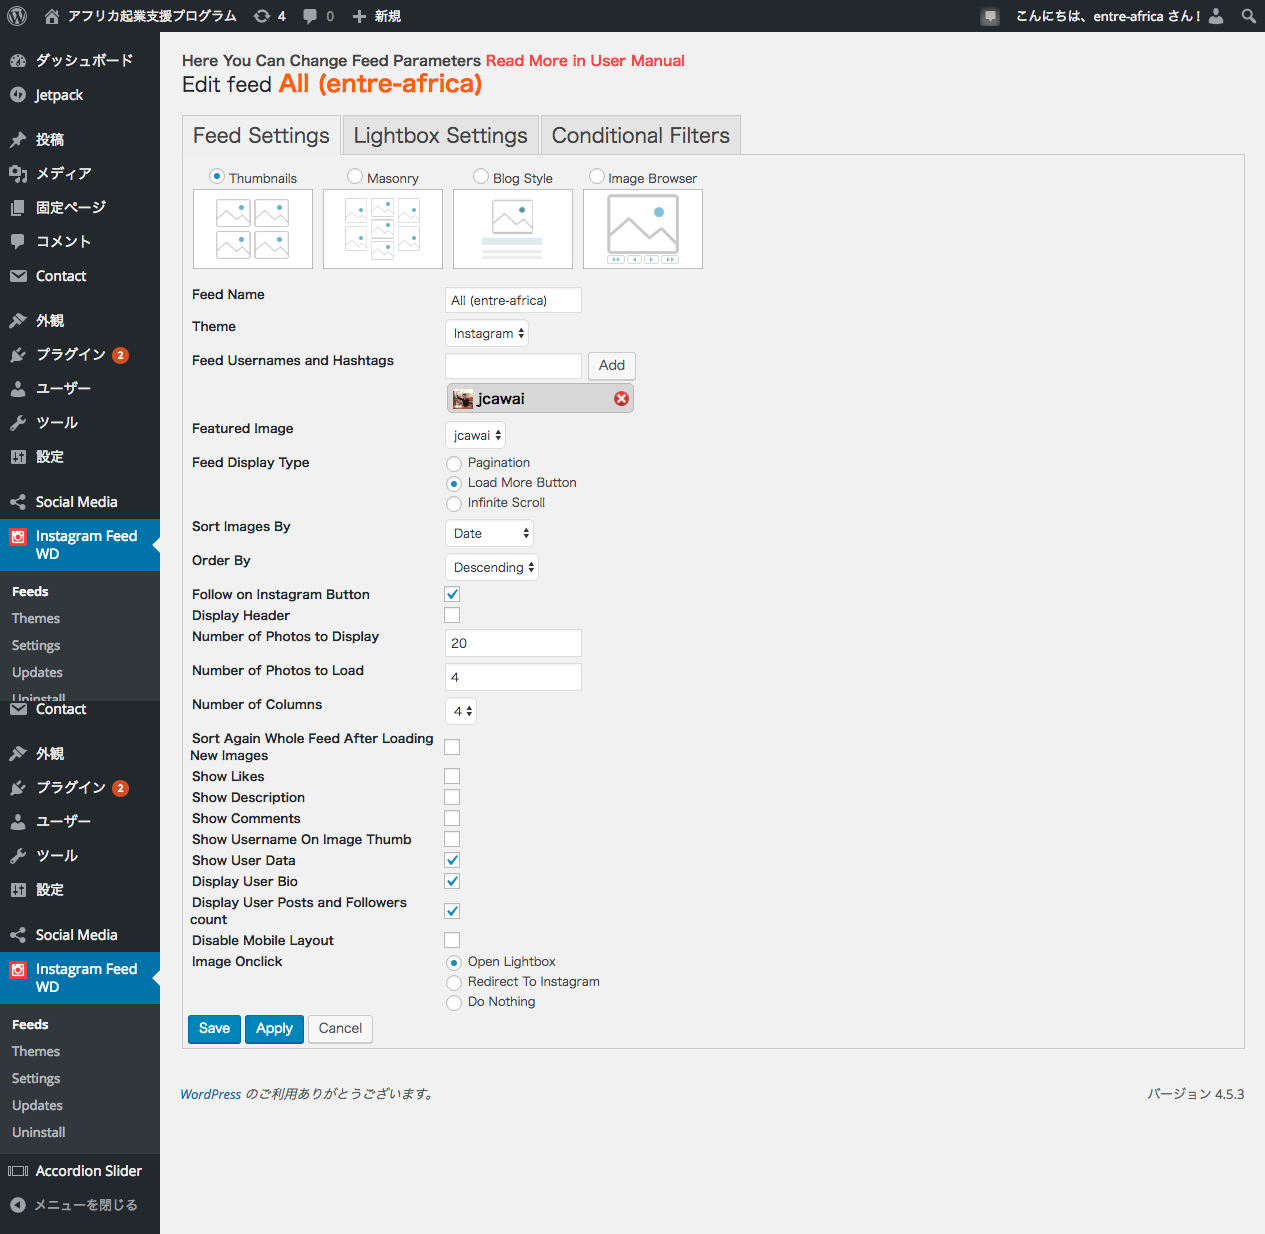 アフリカ起業支援プログラム 4 0 新規 こんにちは、entre-africa さん !
ダッシュボード
Jetpack
投稿
メディア
固定ページ
コメント
Contact
外観
プラグイン 2
ユーザー
ツール
設定
Social Media
Instagram Feed
WD
Feeds
Themes
Settings
Updates
Uninstall
Contact
外観
プラグイン 2
ユーザー
ツール
設定
Social Media
Instagram Feed
WD
Feeds
Themes
Settings
Updates
Uninstall
Accordion Slider
メニューを閉じる
Here You Can Change Feed Parameters Read More in User Manual
Edit feed All (entre-africa)
Feed Settings Lightbox Settings Conditional Filters
Thumbnails Masonry Blog Style Image Browser
Feed Name All (entre-africa)
Theme Instagram
Feed Usernames and Hashtags Add
jcawai
Featured Image jcawai
Feed Display Type Pagination
Load More Button
Infinite Scroll
Sort Images By Date
Order By Descending
Follow on Instagram Button
Display Header
Number of Photos to Display 20
Number of Photos to Load 4
Number of Columns 4
Sort Again Whole Feed After Loading
New Images
Show Likes
Show Description
Show Comments
Show Username On Image Thumb
Show User Data
Display User Bio
Display User Posts and Followers
count
Disable Mobile Layout
Image Onclick Open Lightbox
Redirect To Instagram
Do Nothing
Save Apply Cancel
WordPress のご利用ありがとうございます。 バージョン 4.5.3